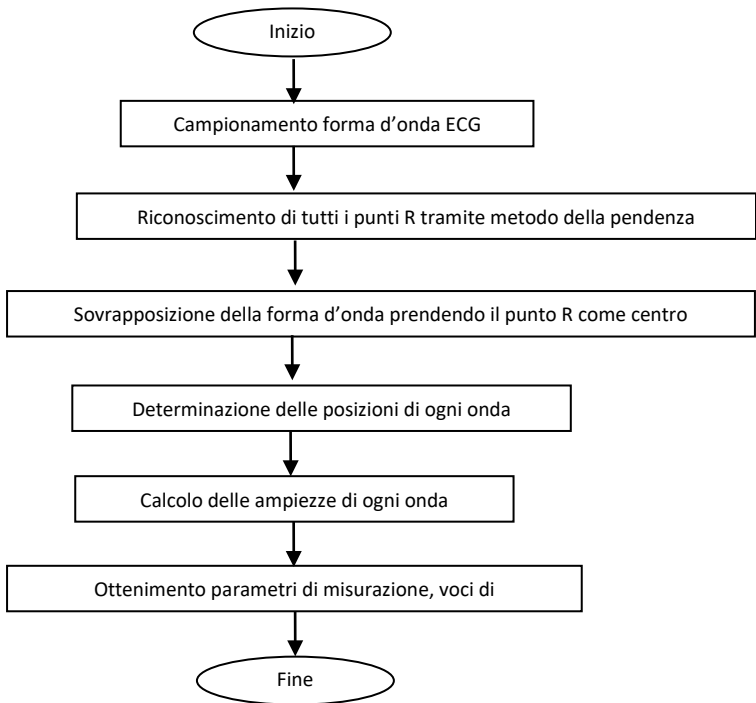 Inizio
Campionamento forma d’onda ECG
Riconoscimento di tutti i punti R tramite metodo della pendenza
Sovrapposizione della forma d’onda prendendo il punto R come centro
Determinazione delle posizioni di ogni onda
Calcolo delle ampiezze di ogni onda
Ottenimento parametri di misurazione, voci di
Fine